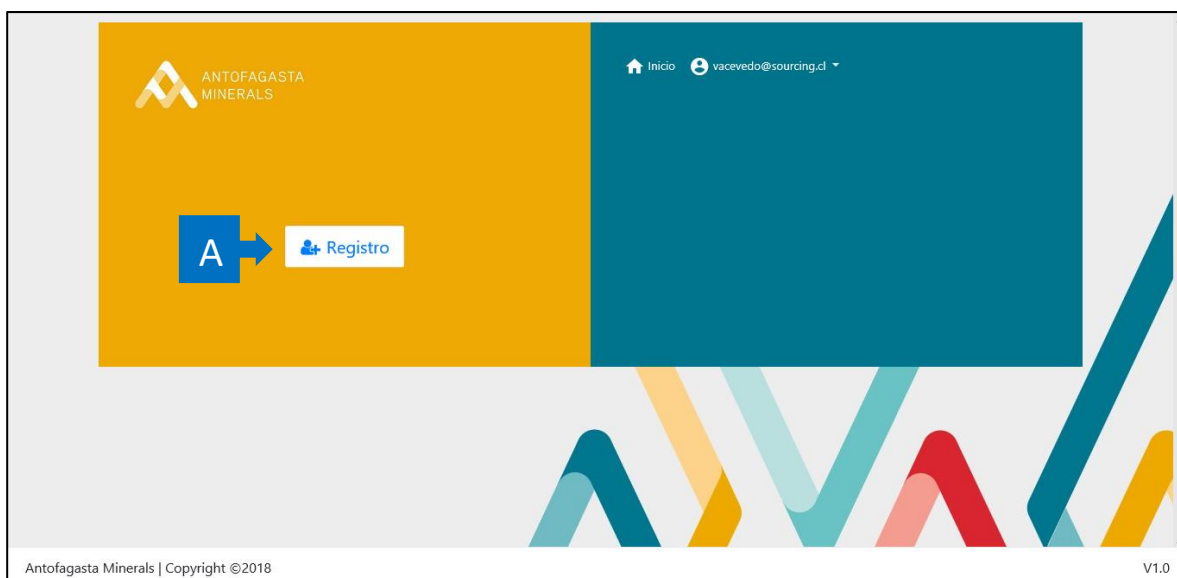 ANTOFAGASTA
MINERALS
Inicio vacevedo@sourcing.cl
A
Registro
Antofagasta Minerals | Copyright ©2018
V1.0